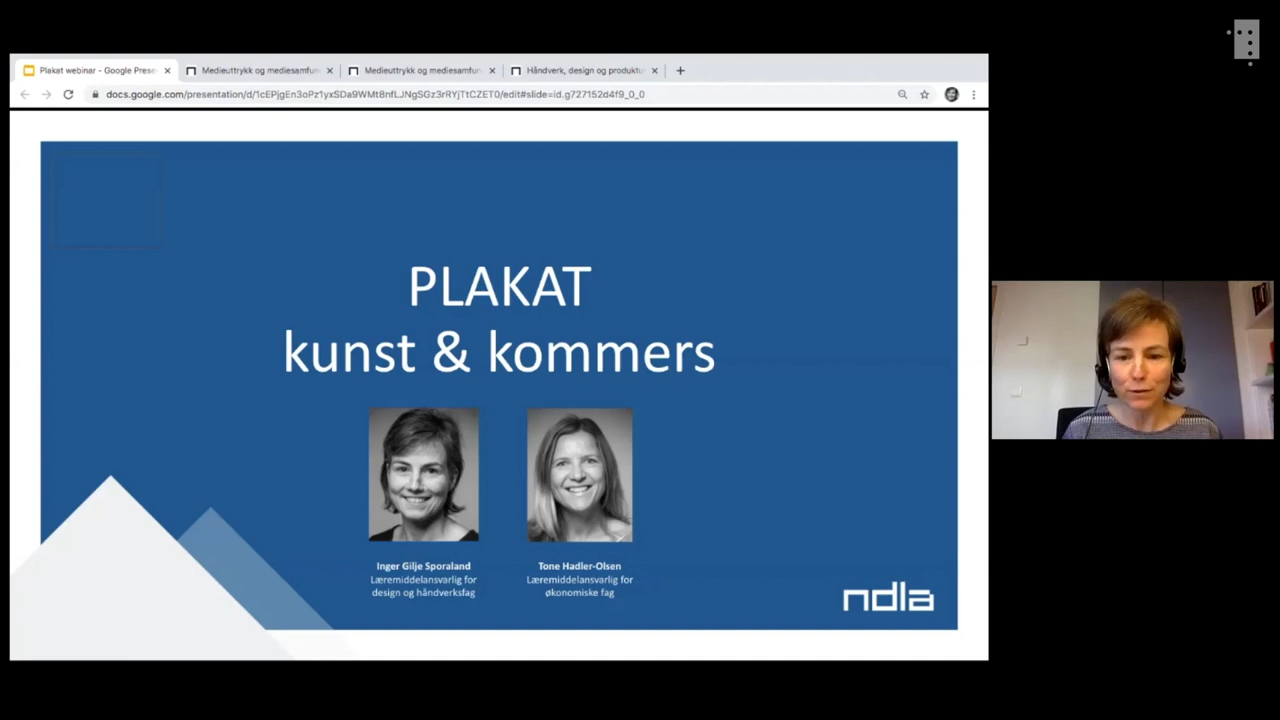 Plakat webinar - Google Prese
Medieuttrykk og mediesamfun
Medieuttrykk og mediesamfun
Håndverk, design og produktu
docs.google.com/presentation/d/1cEPjgEn3oPz1yxSDa9WMt8nfLJNgSGz3rRYjTtCZET0/edit#slide=id.g727152d4f9_0_0
PLAKAT
kunst & kommers
Inger Gilje Sporaland
Læremiddelansvarlig for
design og håndverksfag
Tone Hadler-Olsen
Læremiddelansvarlig for
økonomiske fag
ndla